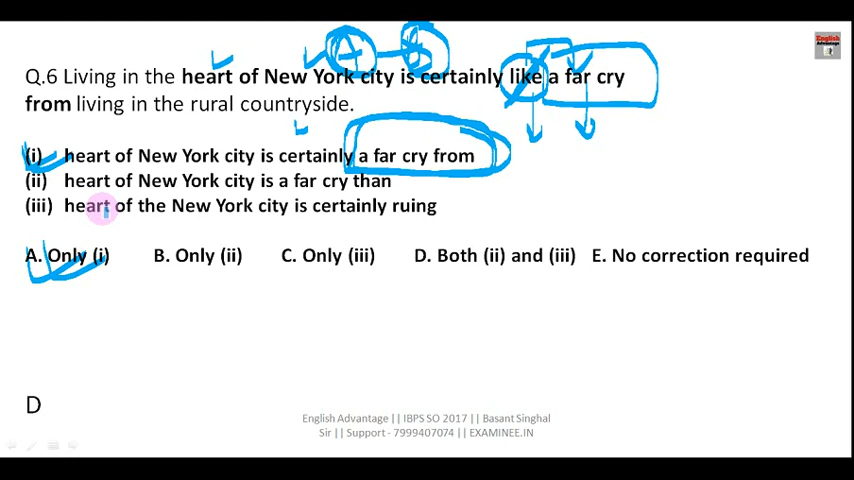 English
Advantage
Q.6 Living in the heart of New York city is certainly like a far cry
from living in the rural countryside.
(i) heart of New York city is certainly a far cry from
(ii) heart of New York city is a far cry than
(iii) heart of the New York city is certainly ruing
A. Only (i) B. Only (ii) C. Only (iii) D. Both (ii) and (iii) E. No correction required
D
English Advantage || IBPS SO 2017 || Basant Singhal
Sir || Support - 7999407074 || EXAMINEE.IN